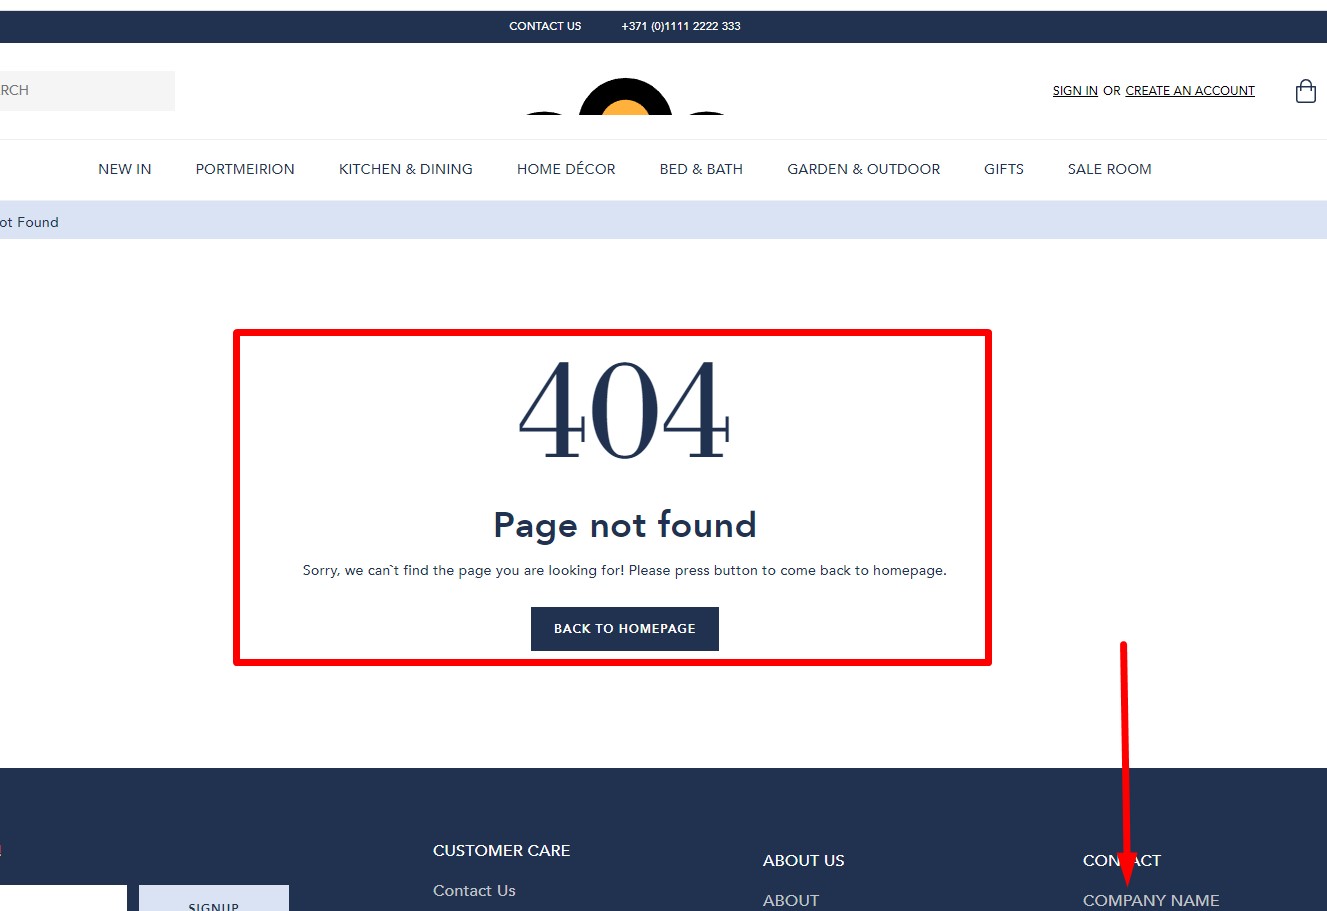 CONTACT US +371 (0)1111 2222 333
RCH
SIGN IN OR CREATE AN ACCOUNT
NEW IN PORTMEIRION KITCHEN & DINING HOME DÉCOR BED & BATH GARDEN & OUTDOOR GIFTS SALE ROOM
ot Found
404
Page not found
Sorry, we can`t find the page you are looking for! Please press button to come back to homepage.
BACK TO HOMEPAGE
CUSTOMER CARE
Contact Us
SIGNUP
ABOUT US
ABOUT
CONTACT
COMPANY NAME